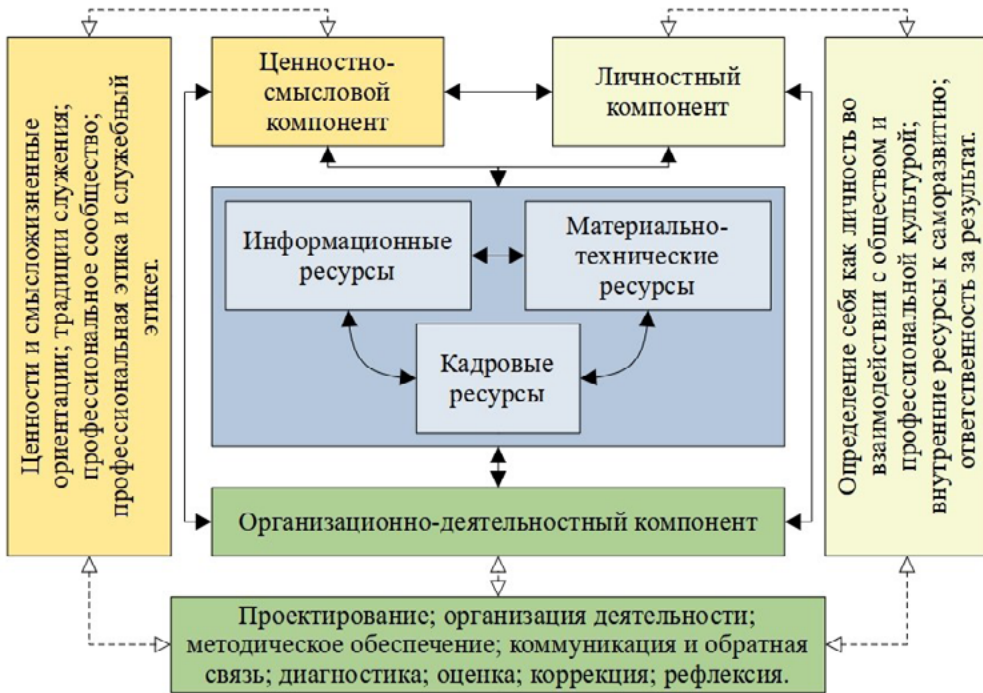 Ценности и смысложизненные
ориентации; традиции служения;
профессиональное сообщество;
профессиональная этика и служебный
этикет.
Ценностно-
смысловой
компонент
Личностный
компонент
Информационные
ресурсы
Материально-
технические
ресурсы
Кадровые
ресурсы
Организационно-деятельностный компонент
Определение себя как личность во
взаимодействии с обществом и
профессиональной культурой;
внутренние ресурсы к саморазвитию;
ответственность за результат.
Проектирование; организация деятельности;
методическое обеспечение; коммуникация и обратная
связь; диагностика; оценка; коррекция; рефлексия.